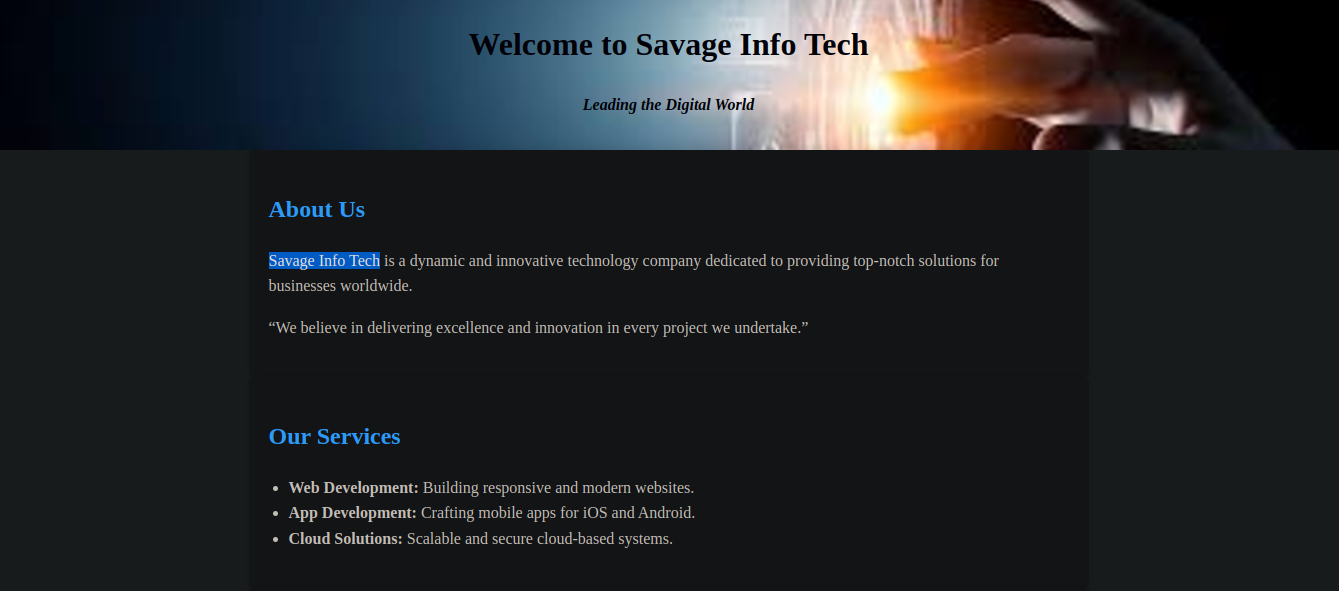 Welcome to Savage Info Tech
Leading the Digital World
About Us
Savage Info Tech is a dynamic and innovative technology company dedicated to providing top-notch solutions for
businesses worldwide.
“We believe in delivering excellence and innovation in every project we undertake.”
Our Services
• Web Development: Building responsive and modern websites.
• App Development: Crafting mobile apps for iOS and Android.
• Cloud Solutions: Scalable and secure cloud-based systems.